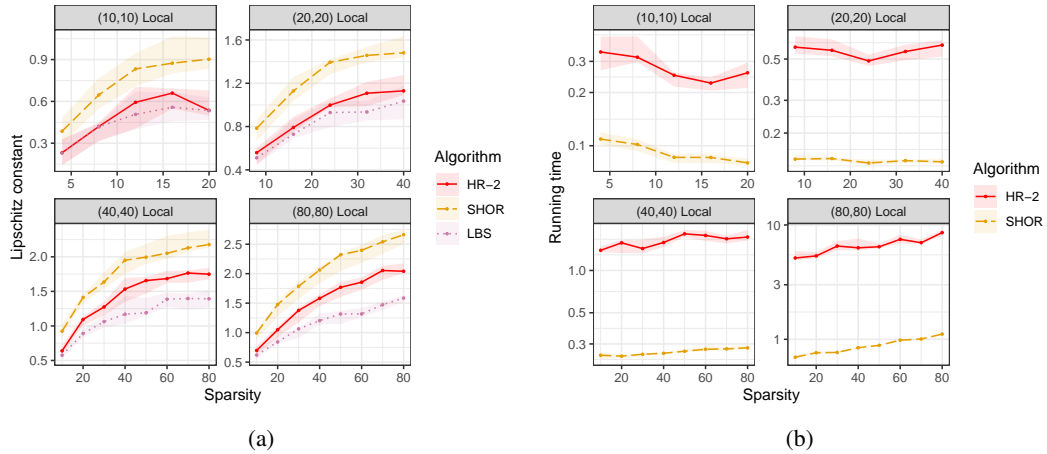 (10,10) Local
(20,20) Local
0.9
0.6
0.3
5
10
15
20
1.6
1.2
0.8
0.4
10
20
30
40
(40,40) Local
(80,80) Local
2.0
1.5
1.0
0.5
20
40
60
80
2.5
2.0
1.5
1.0
0.5
20
40
60
80
Lipschitz constant
Sparsity
Algorithm
HR−2
SHOR
LBS
(a)
(10,10) Local
(20,20) Local
0.3
0.2
0.1
5
10
15
20
0.5
0.3
0.2
10
20
30
40
(40,40) Local
(80,80) Local
1.0
0.3
20
40
60
80
10
3
1
20
40
60
80
Running time
Sparsity
Algorithm
HR−2
SHOR
(b)